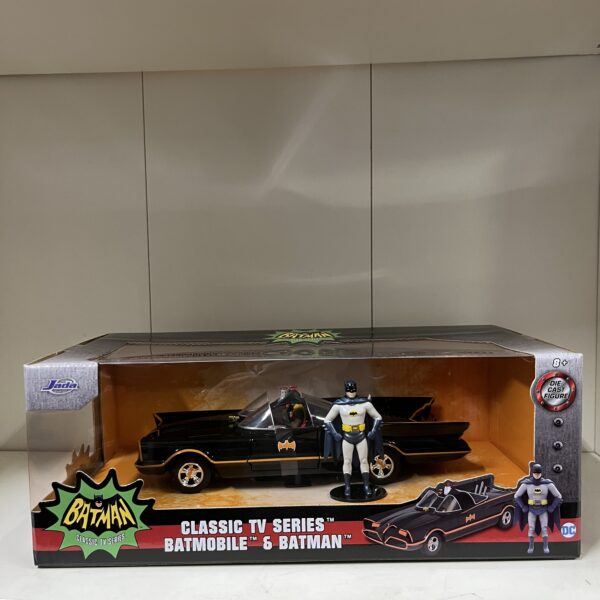 BATMAN
Jada
8+
DIE
CAST
FIGURE
BATMAN
CLASSIC TV SERIES
CLASSIC TV SERIES™
BATMOBILE™ & BATMAN™
DC